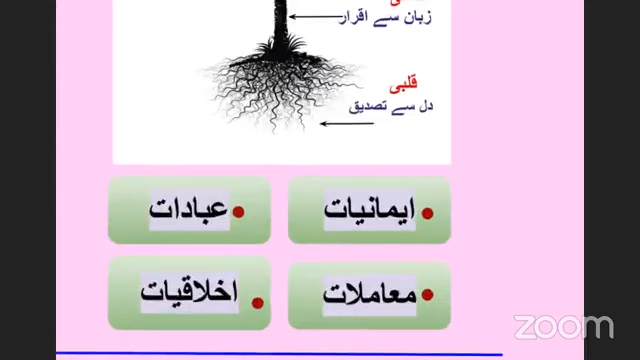 زبان سے اقرار
قلبی
دل سے تصدیق
ایمانیات
عبادات
معاملات
اخلاقیات
zoom